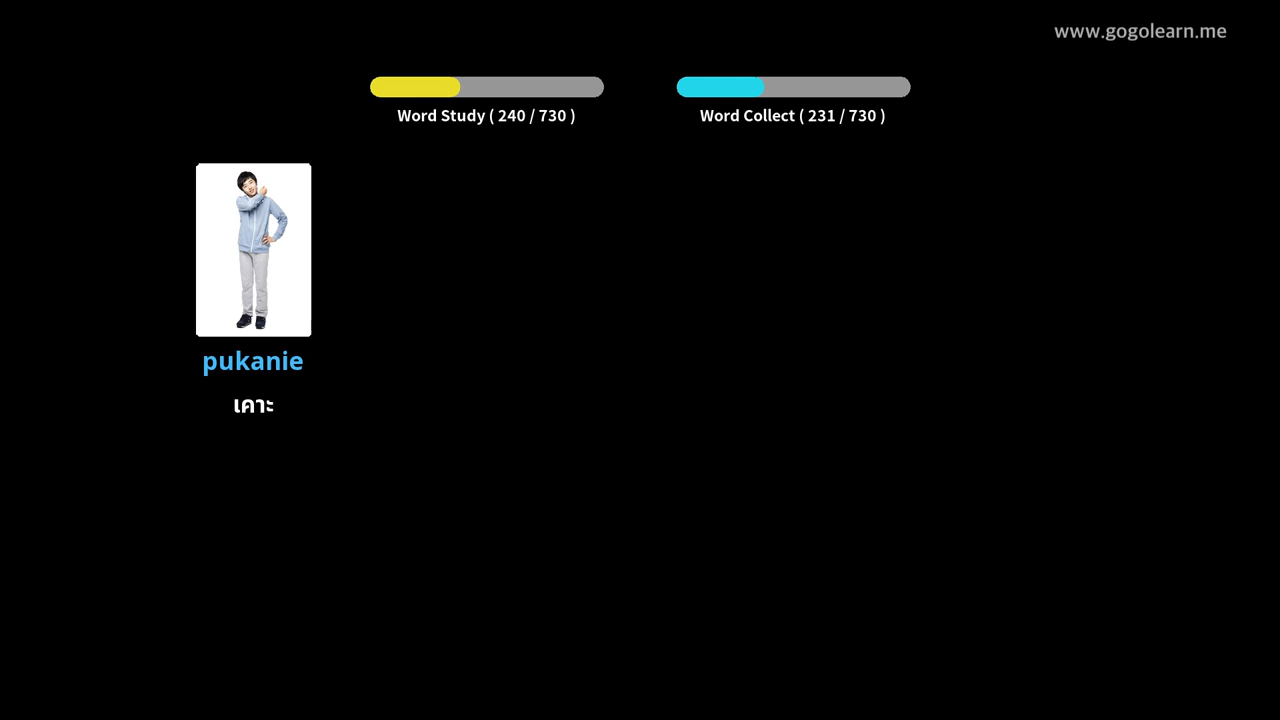 www.gogolearn.me
Word Study ( 240 / 730 )
Word Collect ( 231 / 730 )
pukanie
เคาะ